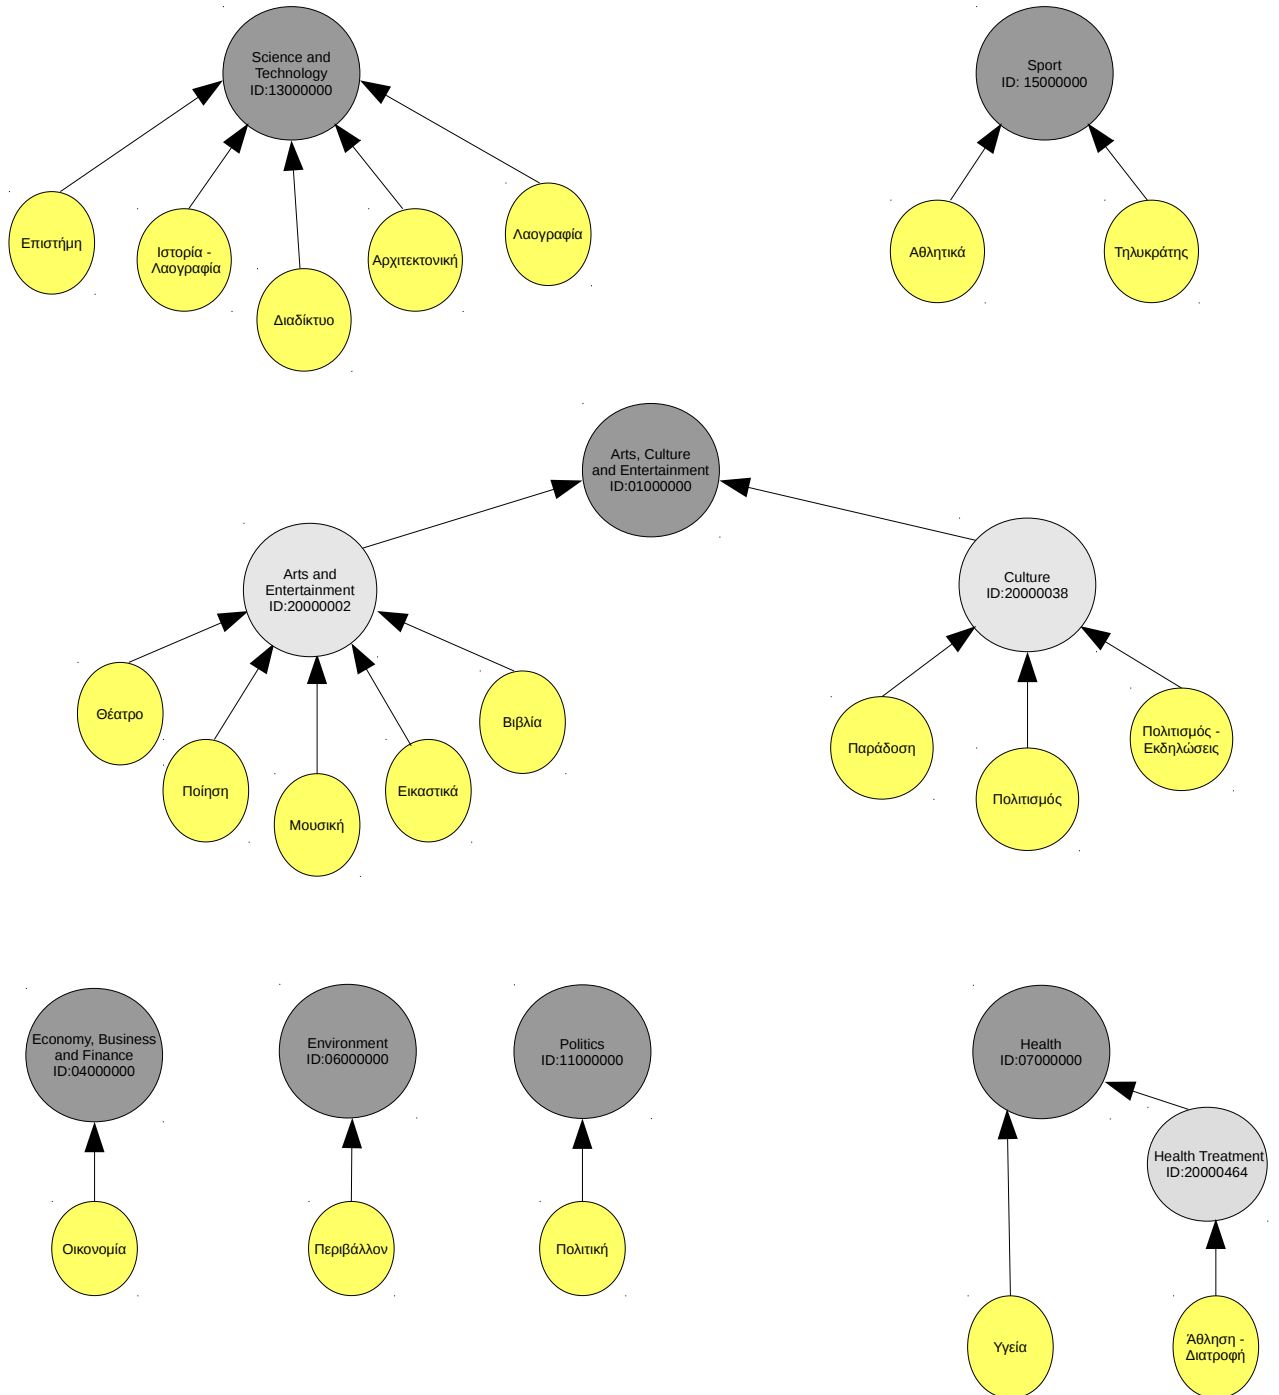 Science and
Technology
ID:13000000
Sport
ID: 15000000
Επιστήμη
Ιστορία -
Λαογραφία
Διαδίκτυο
Αρχιτεκτονική
Λαογραφία
Αθλητικά
Τηλυκράτης
Arts, Culture
and Entertainment
ID:01000000
Arts and
Entertainment
ID:20000002
Culture
ID:20000038
Θέατρο
Ποίηση
Μουσική
Εικαστικά
Βιβλία
Παράδοση
Πολιτισμός
Πολιτισμός -
Εκδηλώσεις
Economy, Business
and Finance
ID:04000000
Environment
ID:06000000
Politics
ID:11000000
Health
ID:07000000
Health Treatment
ID:20000464
Οικονομία
Περιβάλλον
Πολιτική
Υγεία
Άθληση -
Διατροφή